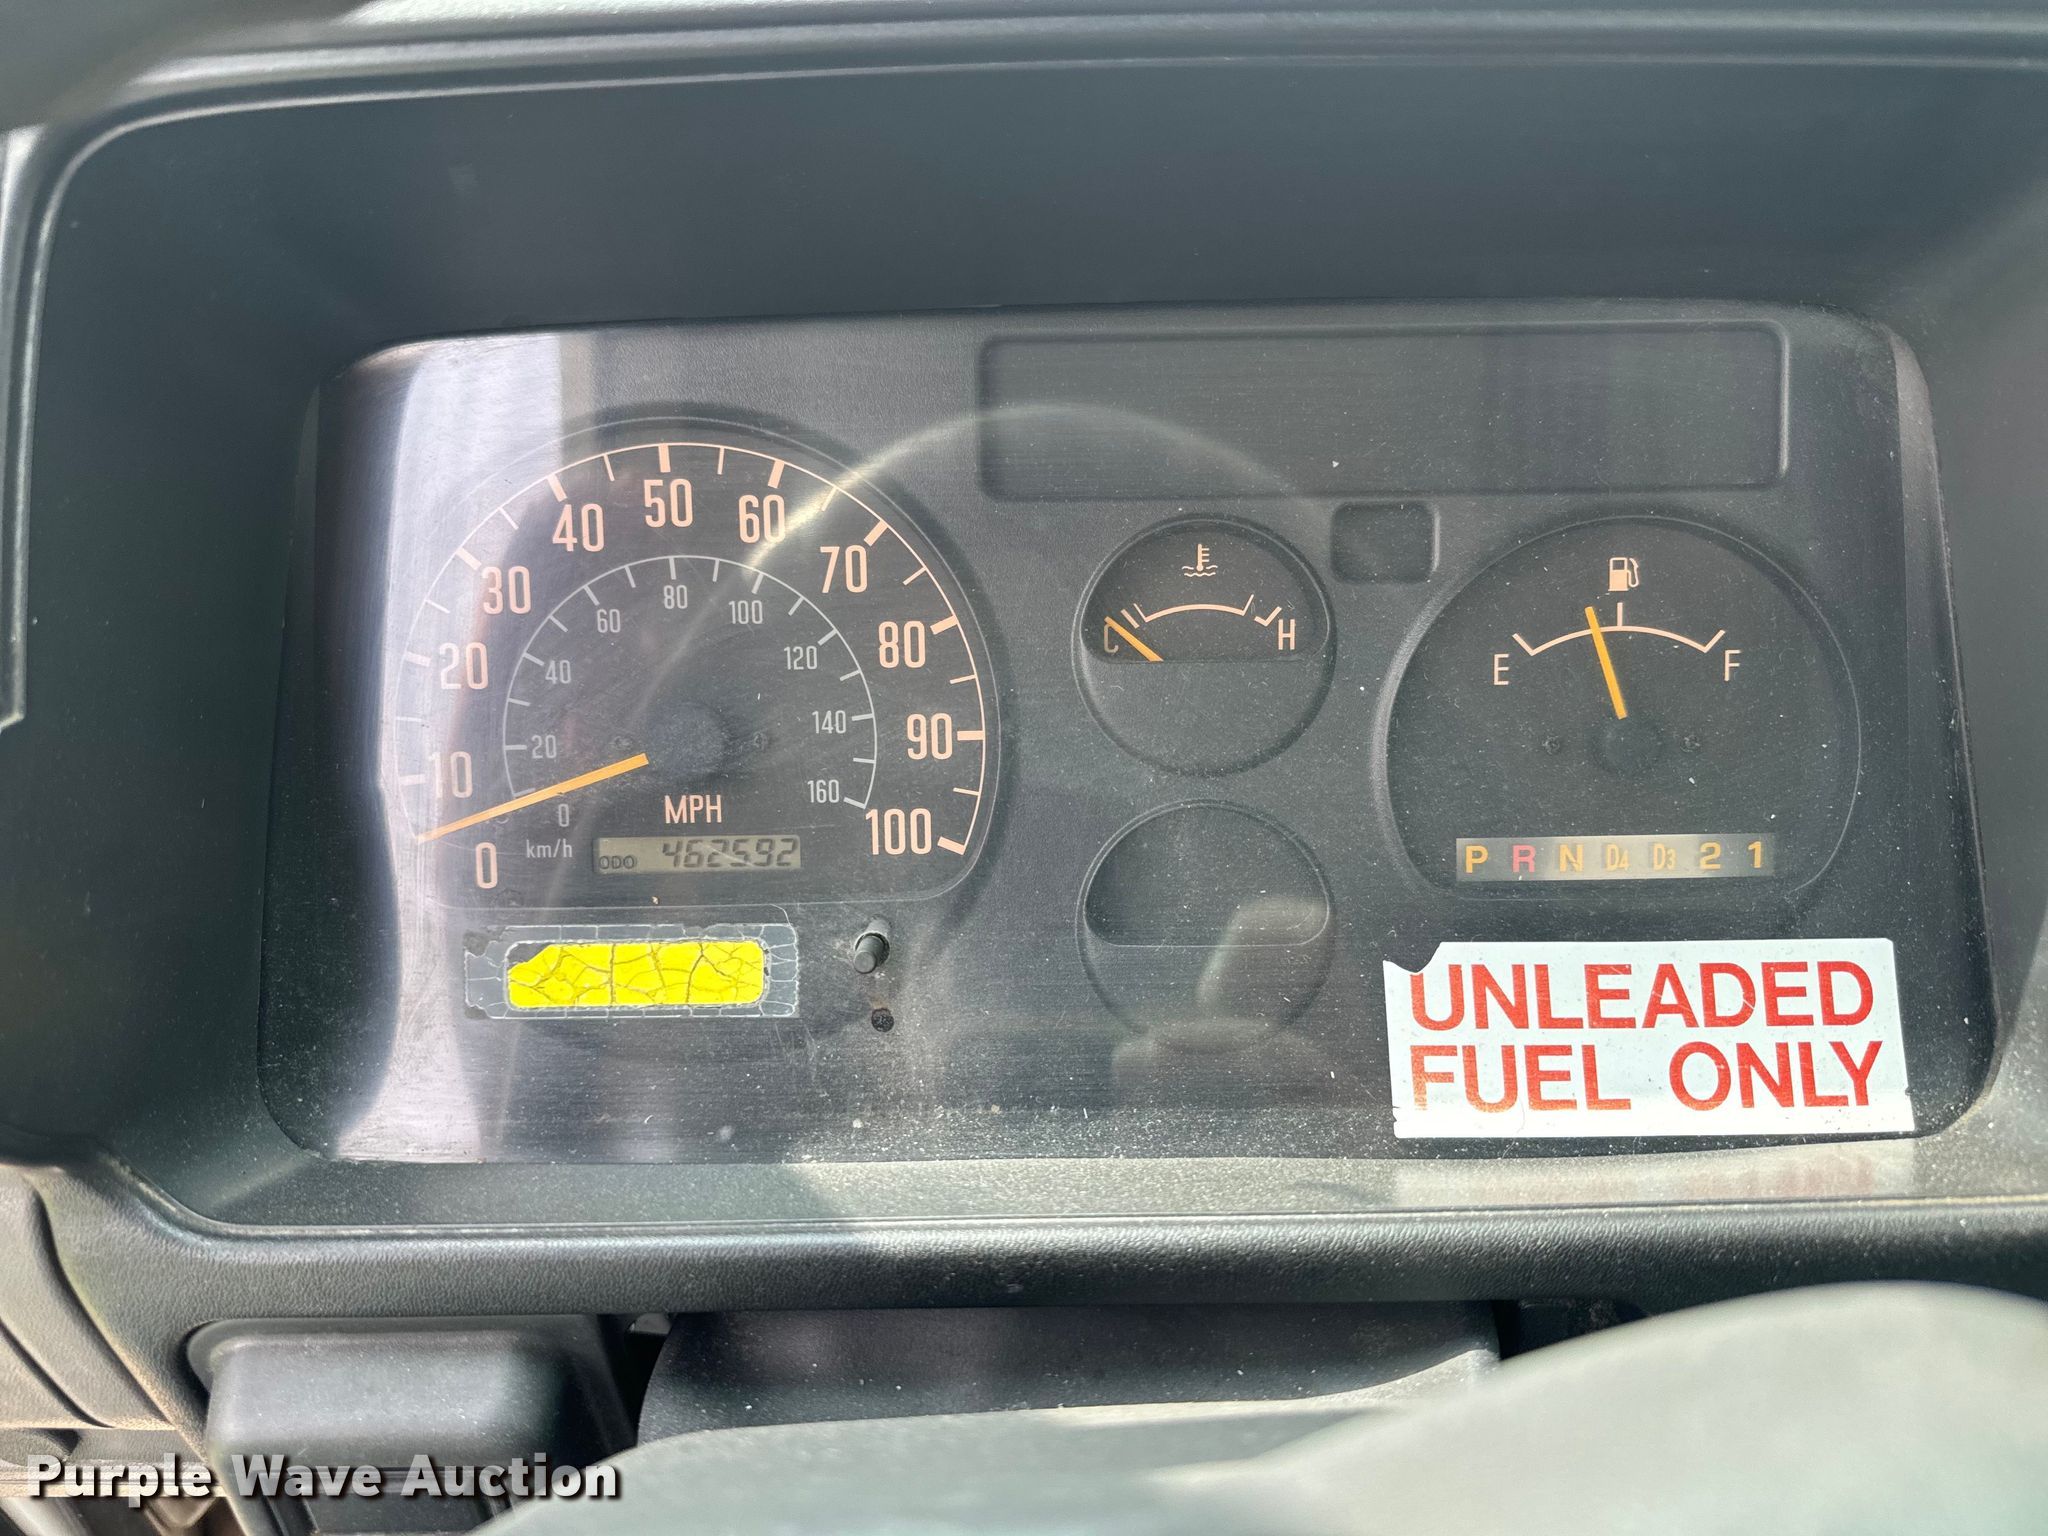 0 10 20 30 40 50 60 70 80 90 100
0 20 40 60 80 100 120 140 160
MPH
km/h
ODO 462592
C H
E F
P R N D4 D3 2 1
UNLEADED
FUEL ONLY
Purple Wave Auction